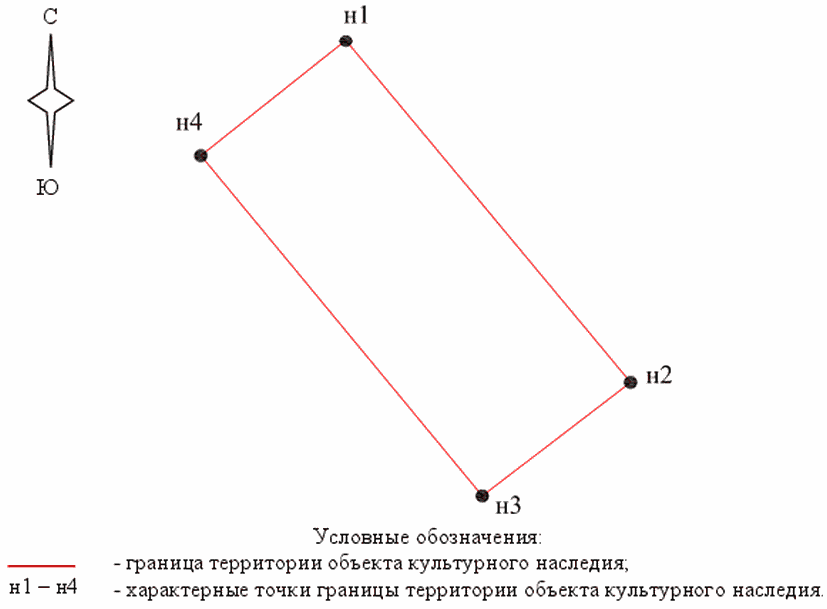 С
н1
н4
Ю
н2
н3
Условные обозначения:
- граница территории объекта культурного наследия;
н1 – н4 - характерные точки границы территории объекта культурного наследия.